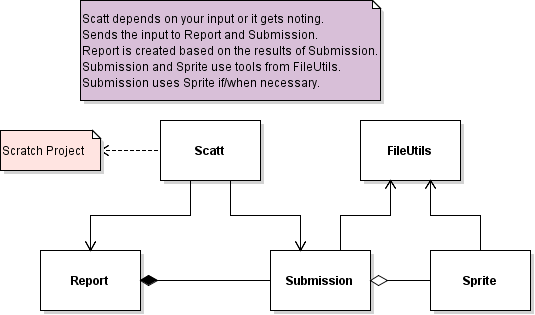 Scatt depends on your input or it gets noting.
Sends the input to Report and Submission.
Report is created based on the results of Submission.
Submission and Sprite use tools from FileUtils.
Submission uses Sprite if/when necessary.
Scratch Project
Scatt
FileUtils
Report
Submission
Sprite